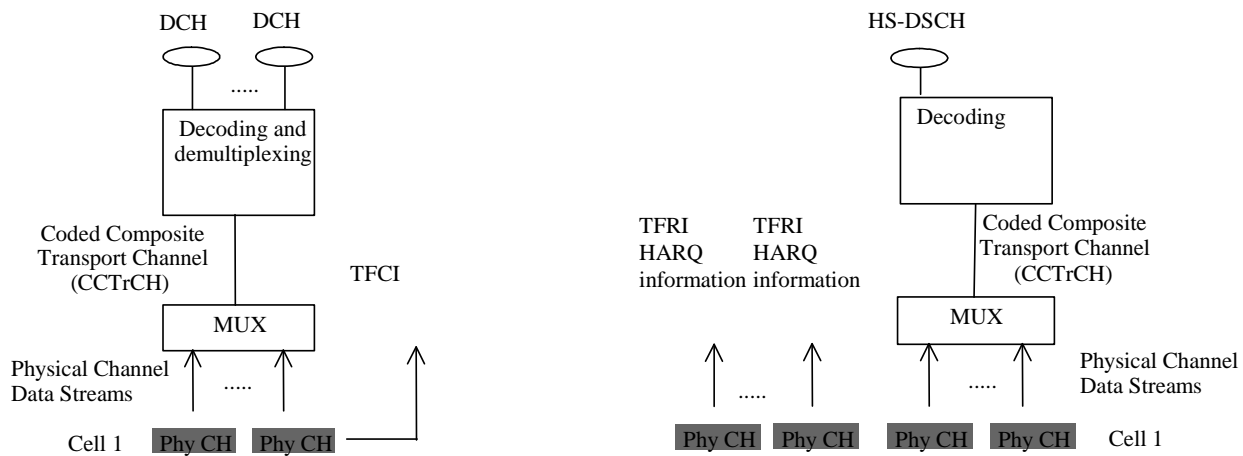 DCH DCH
.....
Decoding and
demultiplexing
Coded Composite
Transport Channel
(CCTrCH)
TFCI
MUX
Physical Channel
Data Streams
.....
Cell 1 Phy CH Phy CH
HS-DSCH
Decoding
TFRI
HARQ
information
TFRI
HARQ
information
Coded Composite
Transport Channel
(CCTrCH)
MUX
Physical Channel
Data Streams
.....
.....
Phy CH Phy CH Phy CH Phy CH Cell 1